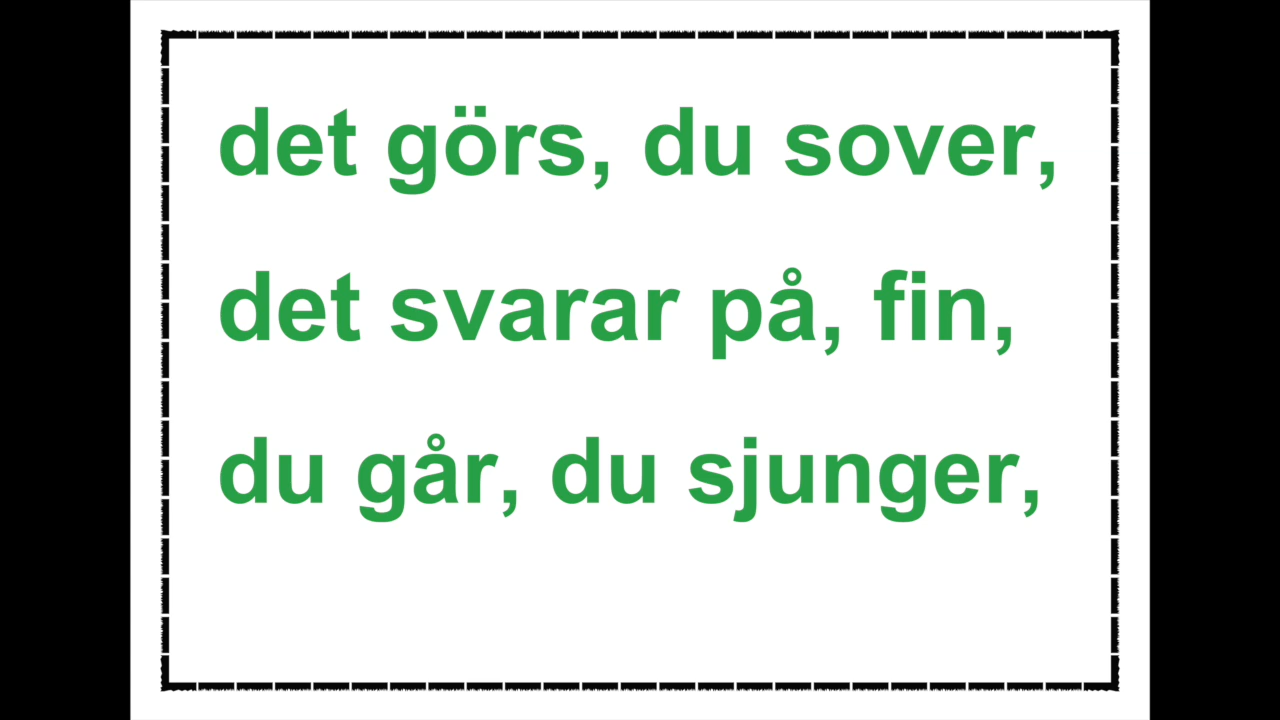 det görs, du sover,
det svarar på, fin,
du går, du sjunger,